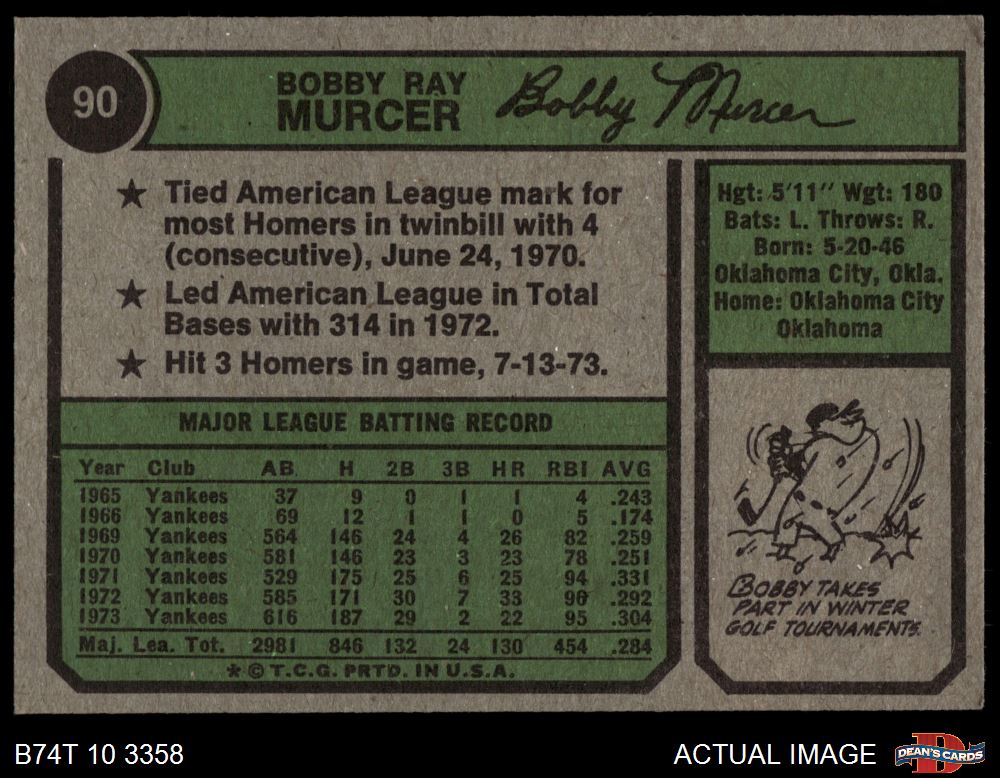 90
BOBBY RAY
MURCER
Bobby Murcer
★ Tied American League mark for
most Homers in twinbill with 4
(consecutive), June 24, 1970.
★ Led American League in Total
Bases with 314 in 1972.
★ Hit 3 Homers in game, 7-13-73.
Hgt: 5'11" Wgt: 180
Bats: L. Throws: R.
Born: 5-20-46
Oklahoma City, Okla.
Home: Oklahoma City
Oklahoma
MAJOR LEAGUE BATTING RECORD
Year Club AB H 2B 3B HR RBI AVG
1965 Yankees 37 9 0 1 1 4 .243
1966 Yankees 69 12 1 1 0 5 .174
1969 Yankees 564 146 24 4 26 82 .259
1970 Yankees 581 146 23 3 23 78 .251
1971 Yankees 529 175 25 6 25 94 .331
1972 Yankees 585 171 30 7 33 96 .292
1973 Yankees 616 187 29 2 22 95 .304
Maj. Lea. Tot. 2981 846 132 24 130 454 .284
* © T.C.G. PRTD. IN U.S.A.
BOBBY TAKES
PART IN WINTER
GOLF TOURNAMENTS.
B74T 10 3358
ACTUAL IMAGE
DEAN'S CARDS